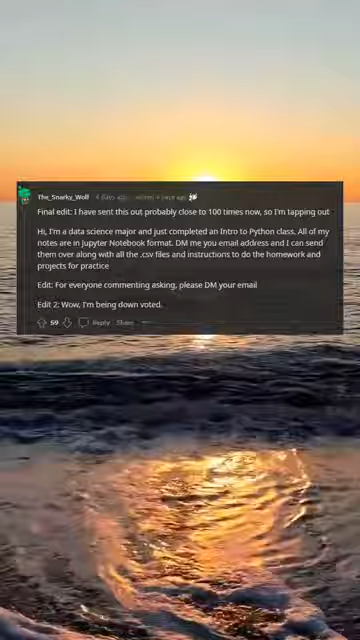 The_Snarky_Wolf 4 days ago
Final edit: I have sent this out probably close to 100 times now, so I'm tapping out
Hi, I'm a data science major and just completed an Intro to Python class. All of my
notes are in Jupyter Notebook format. DM me you email address and I can send
them over along with all the .csv files and instructions to do the homework and
projects for practice
Edit: For everyone commenting asking, please DM your email
Edit 2: Wow, I'm being down voted.
59 Reply Share